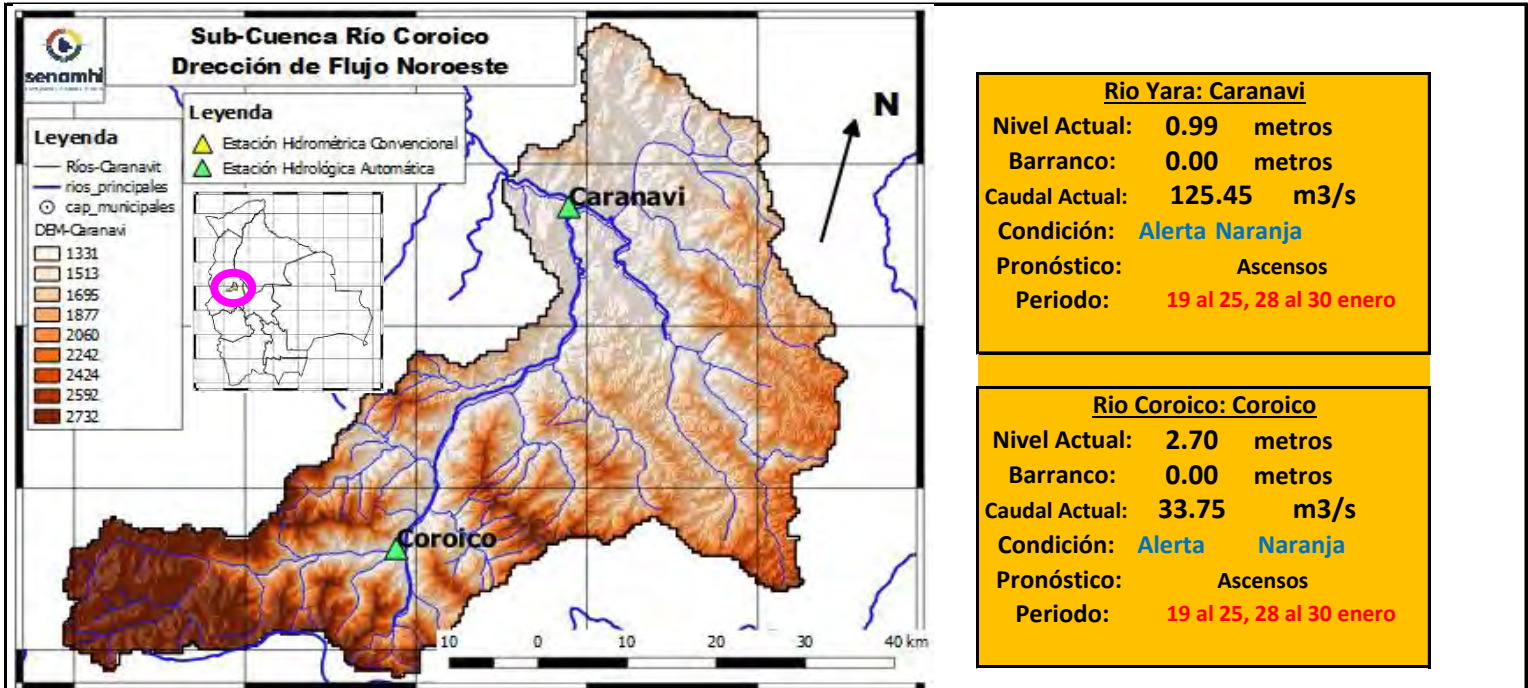 senamhi
Sub-Cuenca Río Coroico
Drección de Flujo Noroeste
Leyenda
Ríos-Caranavit
rios_principales
cap_municipales
DEM-Caranavi
1331
1513
1695
1877
2060
2242
2424
2592
2732
Leyenda
Estación Hidrométrica Convencional
Estación Hidrológica Automática
N
Caranavi
Coroico
10 0 10 20 30 40 km
Rio Yara: Caranavi
Nivel Actual: 0.99 metros
Barranco: 0.00 metros
Caudal Actual: 125.45 m3/s
Condición: Alerta Naranja
Pronóstico: Ascensos
Periodo: 19 al 25, 28 al 30 enero
Rio Coroico: Coroico
Nivel Actual: 2.70 metros
Barranco: 0.00 metros
Caudal Actual: 33.75 m3/s
Condición: Alerta Naranja
Pronóstico: Ascensos
Periodo: 19 al 25, 28 al 30 enero